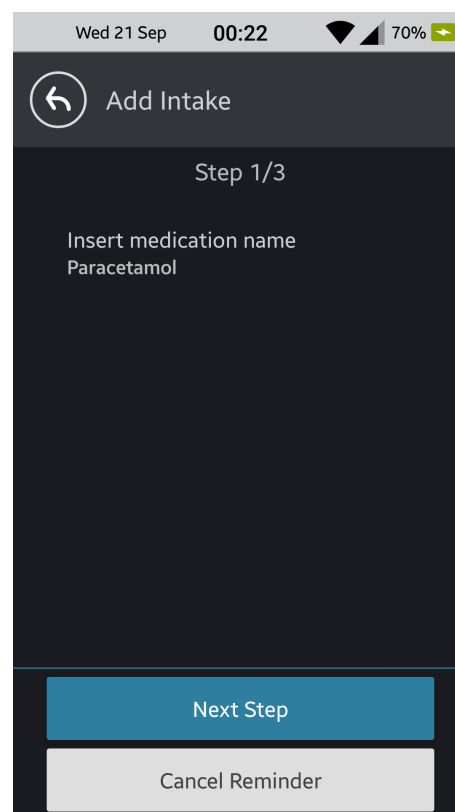 Wed 21 Sep 00:22 70%
Add Intake
Step 1/3
Insert medication name
Paracetamol
Next Step
Cancel Reminder